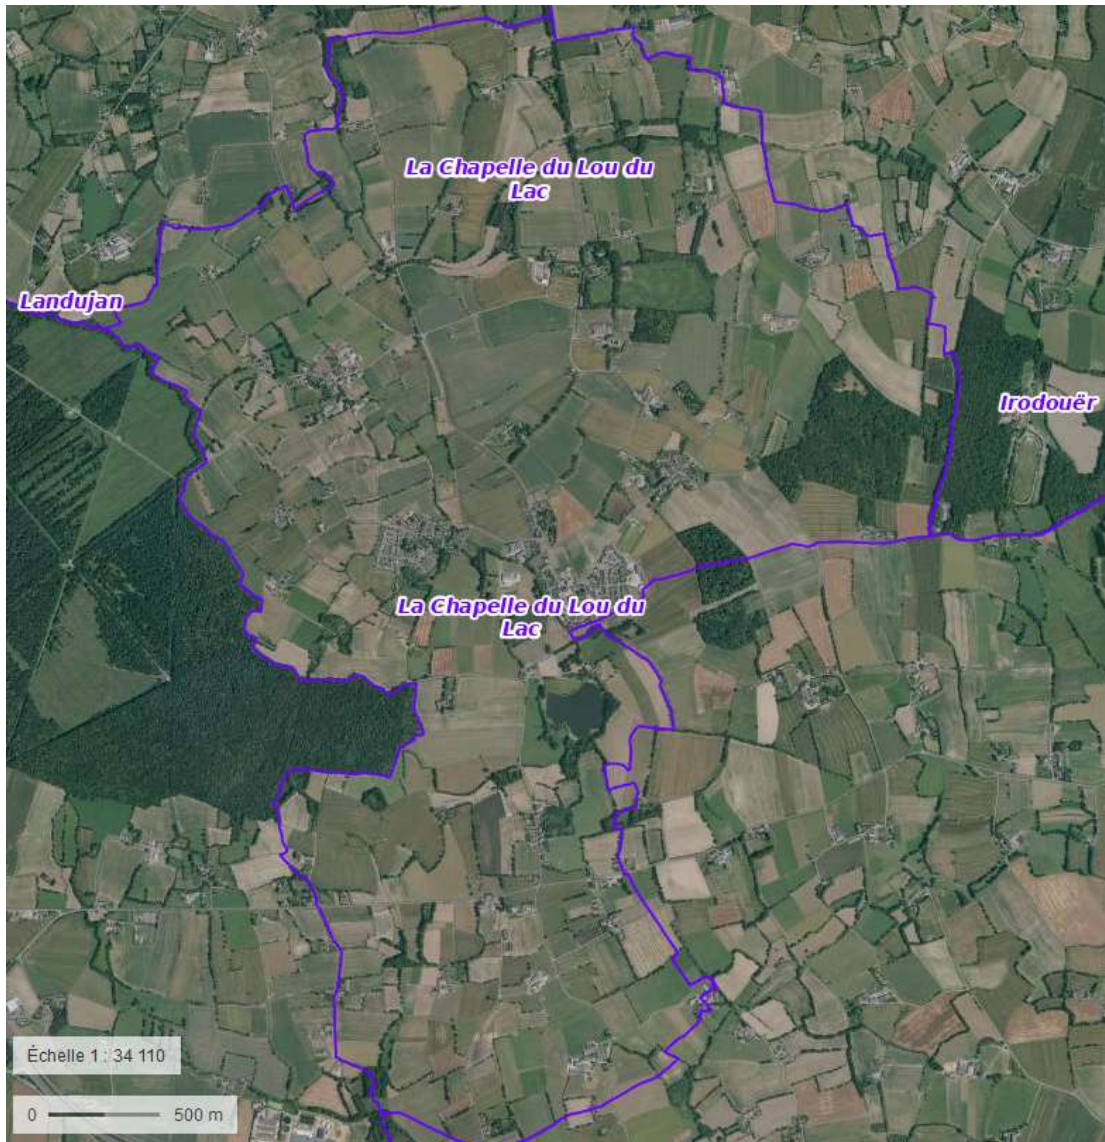 La Chapelle du Lou du
Lac
Landujan
Irodouër
La Chapelle du Lou du
Lac
Échelle 1 : 34 110
0 500 m